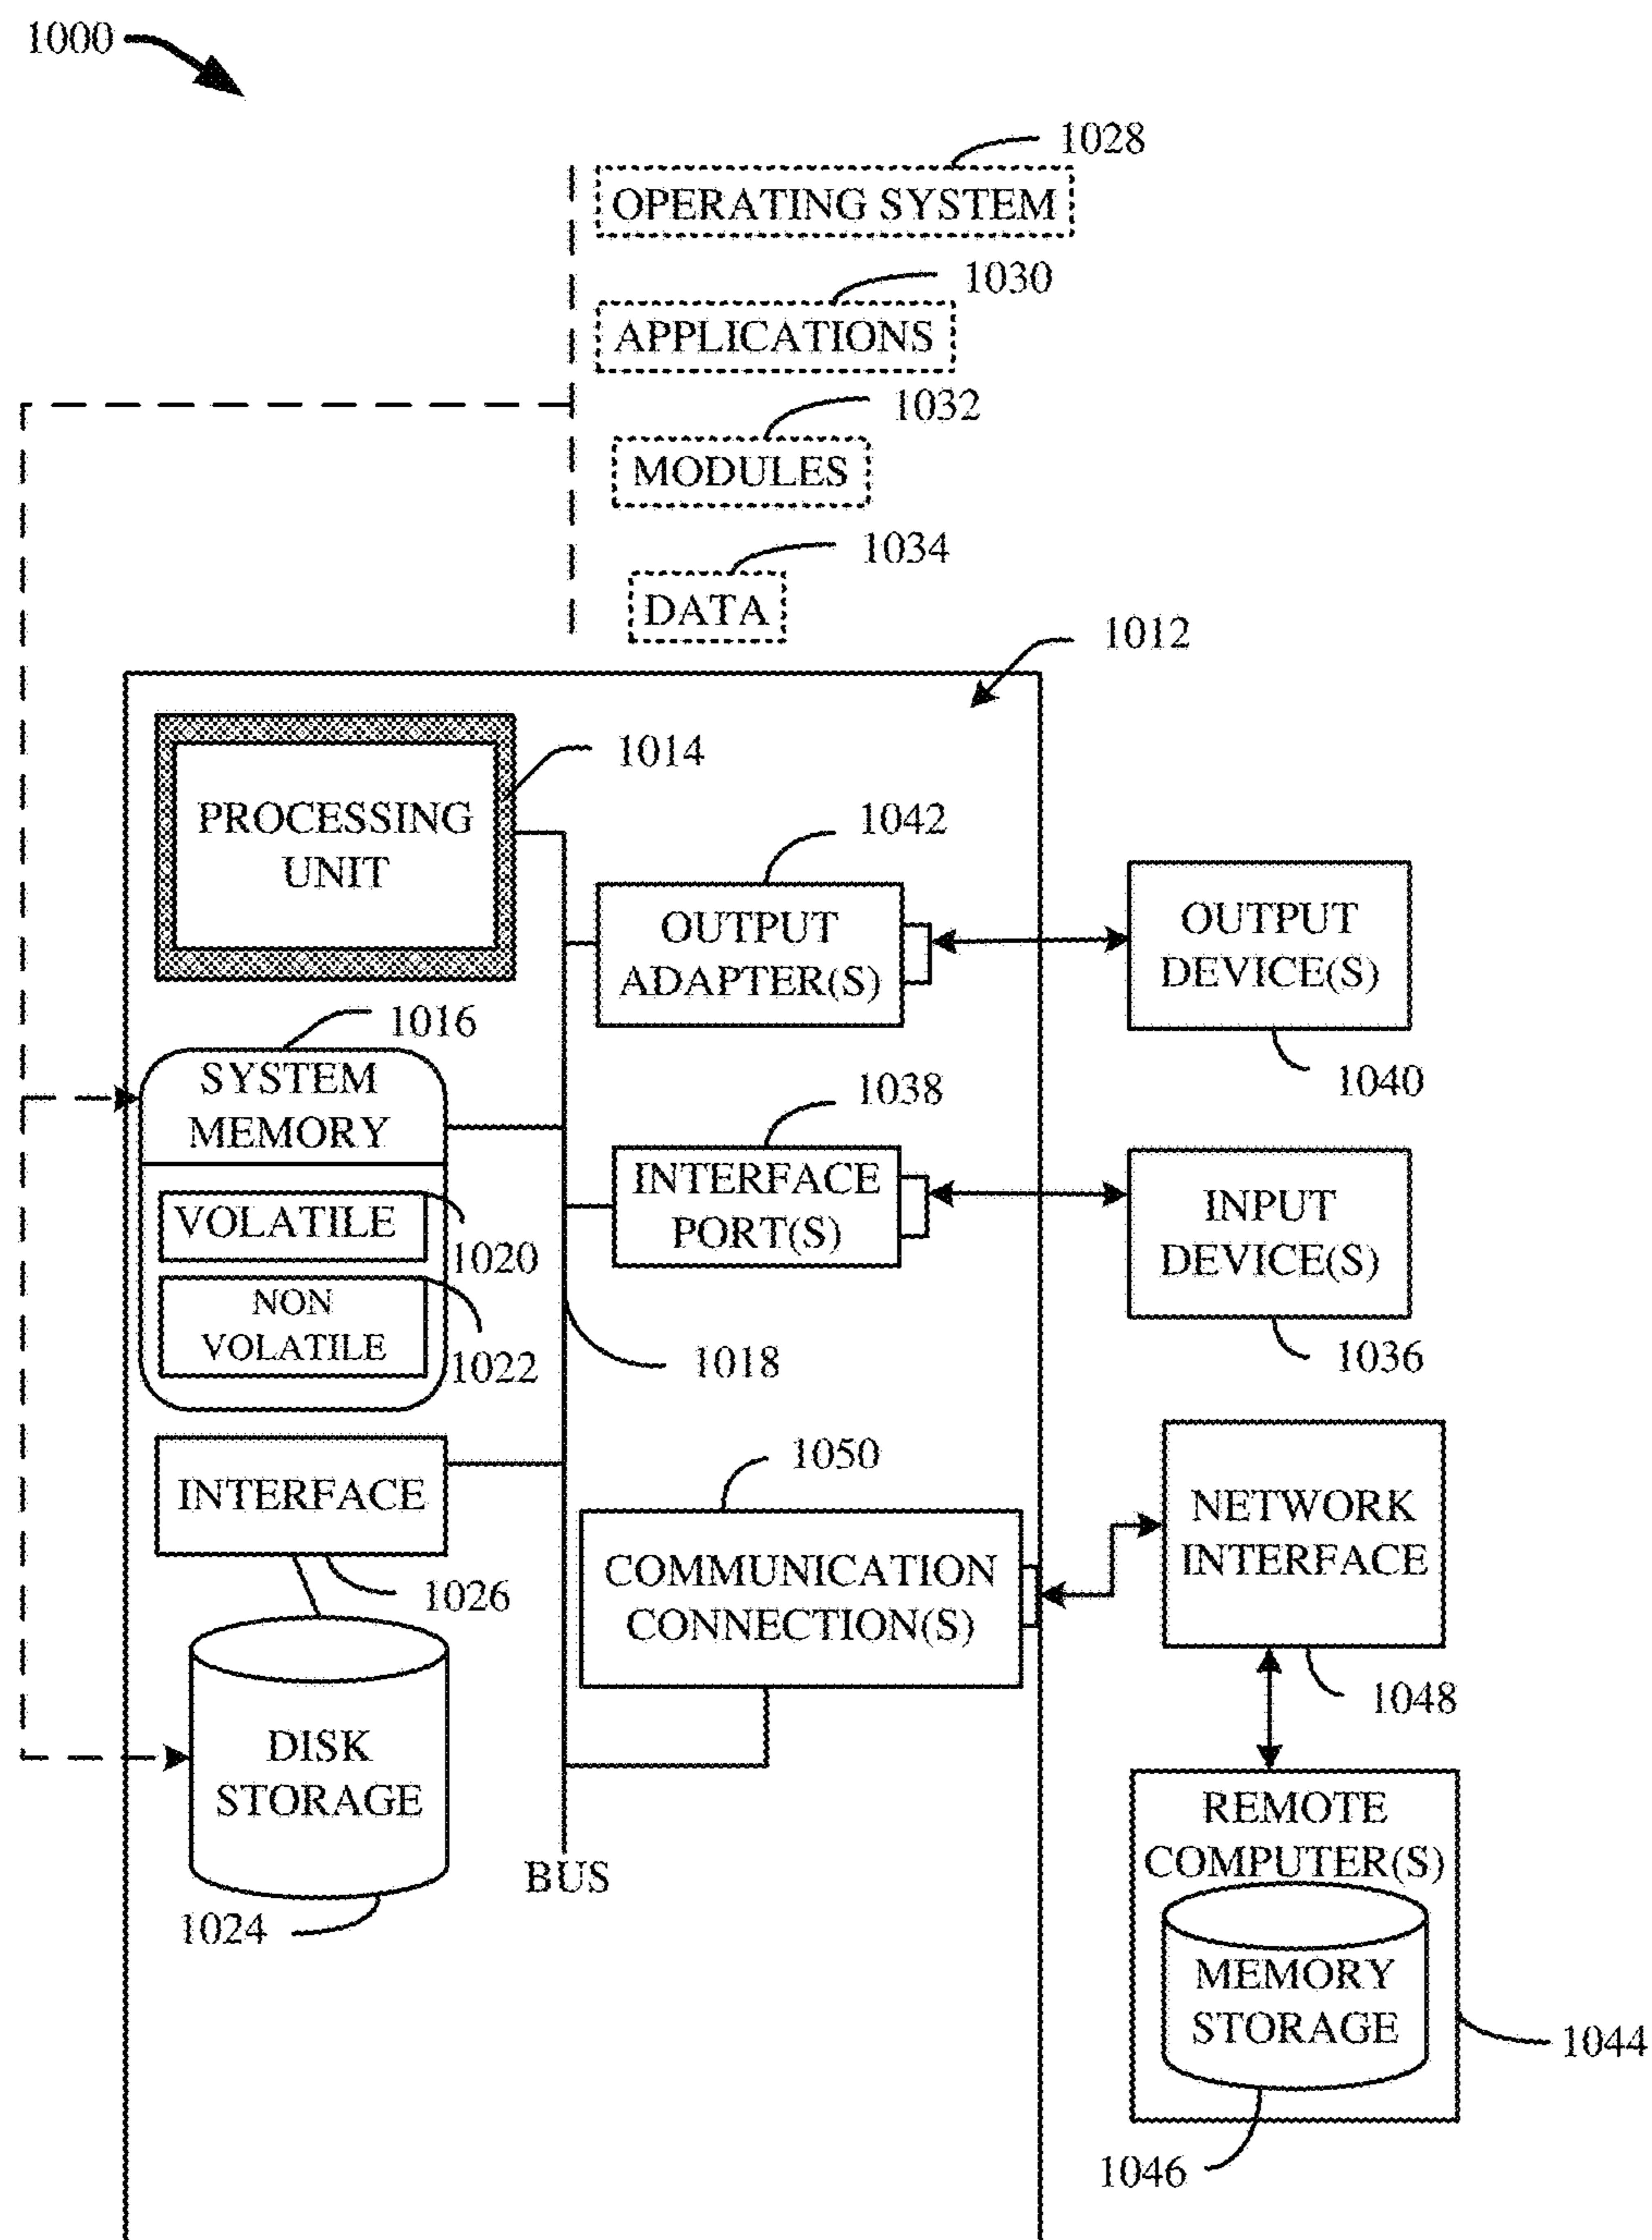 1000
1028
OPERATING SYSTEM
1030
APPLICATIONS
1032
MODULES
1034
DATA
1012
PROCESSING
UNIT
1014
1042
OUTPUT
ADAPTER(S)
OUTPUT
DEVICE(S)
1040
1016
SYSTEM
MEMORY
VOLATILE
1020
NON
VOLATILE
1022
1038
INTERFACE
PORT(S)
INPUT
DEVICE(S)
1036
1018
INTERFACE
1026
1050
COMMUNICATION
CONNECTION(S)
NETWORK
INTERFACE
1048
DISK
STORAGE
1024
BUS
REMOTE
COMPUTER(S)
MEMORY
STORAGE
1044
1046